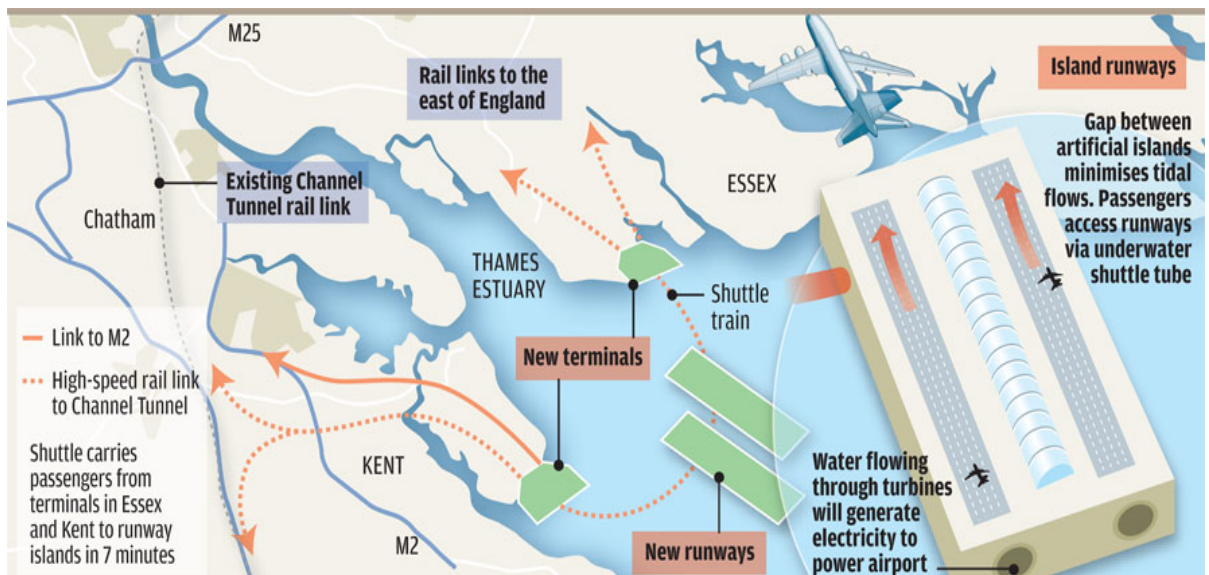 M25
Rail links to the
east of England
Island runways
Gap between
artificial islands
minimises tidal
flows. Passengers
access runways
via underwater
shuttle tube
ESSEX
Existing Channel
Tunnel rail link
Chatham
THAMES
ESTUARY
Shuttle
train
Link to M2
New terminals
High-speed rail link
to Channel Tunnel
Shuttle carries
passengers from
terminals in Essex
and Kent to runway
islands in 7 minutes
KENT
M2
New runways
Water flowing
through turbines
will generate
electricity to
power airport